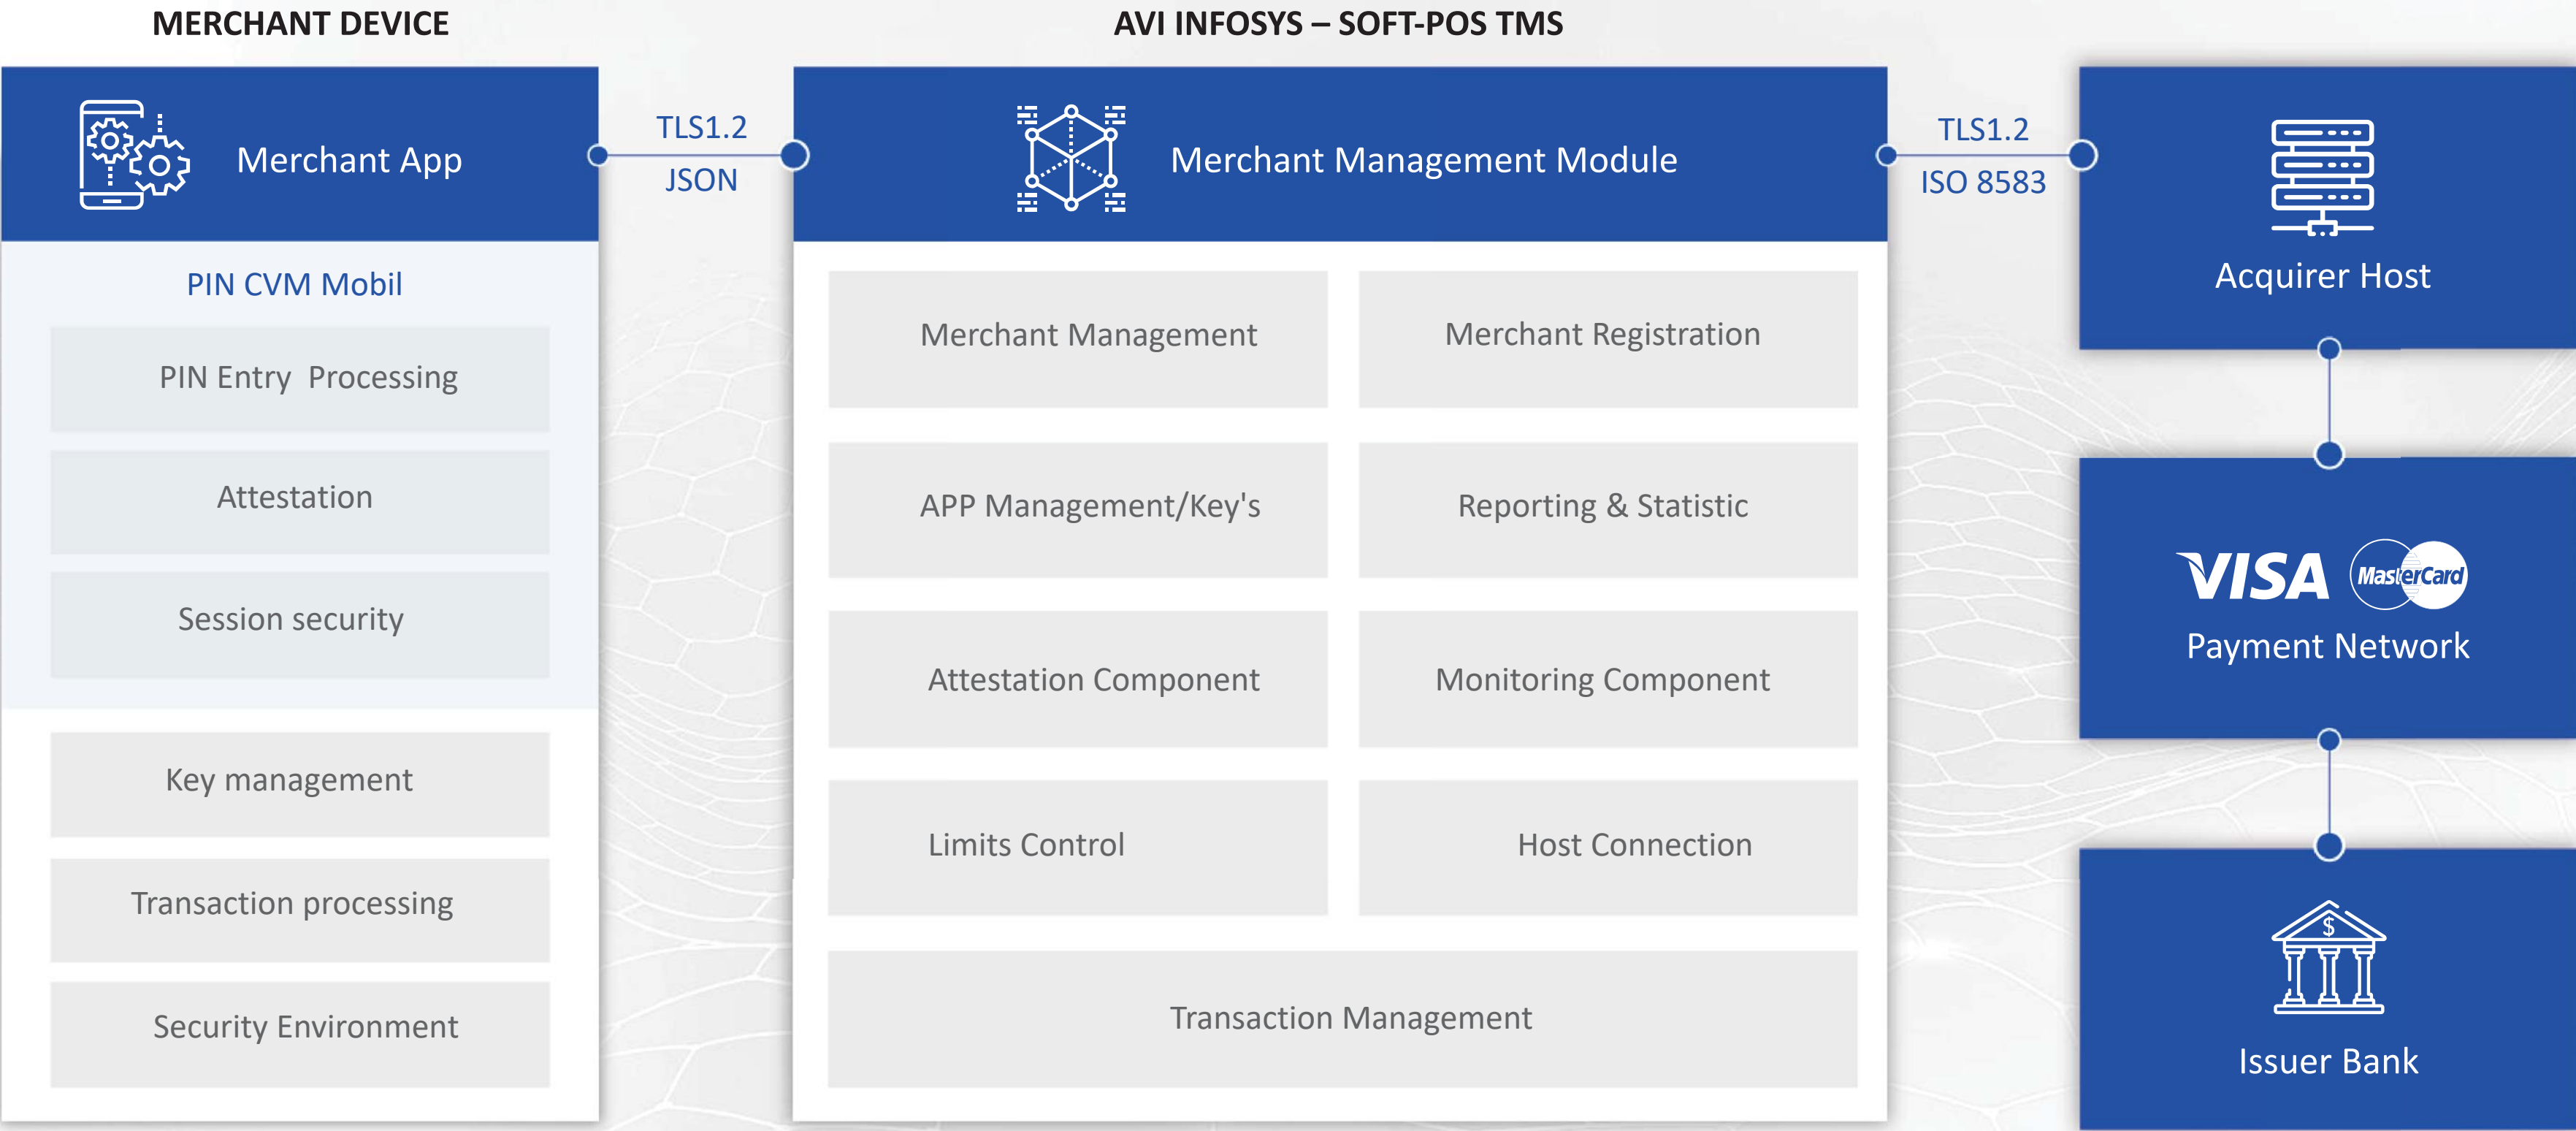 MERCHANT DEVICE
AVI INFOSYS – SOFT-POS TMS
Merchant App
TLS1.2
JSON
Merchant Management Module
TLS1.2
ISO 8583
Acquirer Host
PIN CVM Mobil
PIN Entry Processing
Attestation
Session security
Key management
Transaction processing
Security Environment
Merchant Management
Merchant Registration
APP Management/Key's
Reporting & Statistic
Attestation Component
Monitoring Component
Limits Control
Host Connection
Transaction Management
VISA MasterCard
Payment Network
$
Issuer Bank